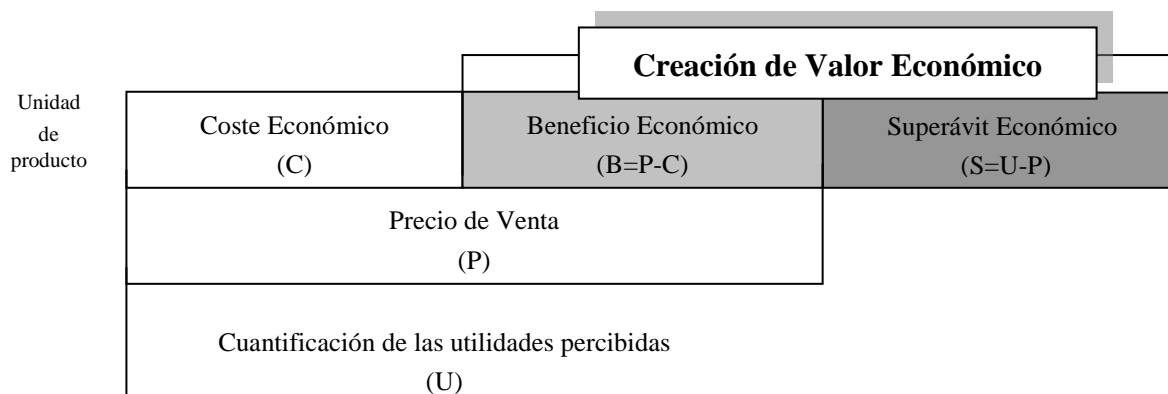 Creación de Valor Económico
Unidad
de
producto
Coste Económico
(C)
Beneficio Económico
(B=P-C)
Superávit Económico
(S=U-P)
Precio de Venta
(P)
Cuantificación de las utilidades percibidas
(U)